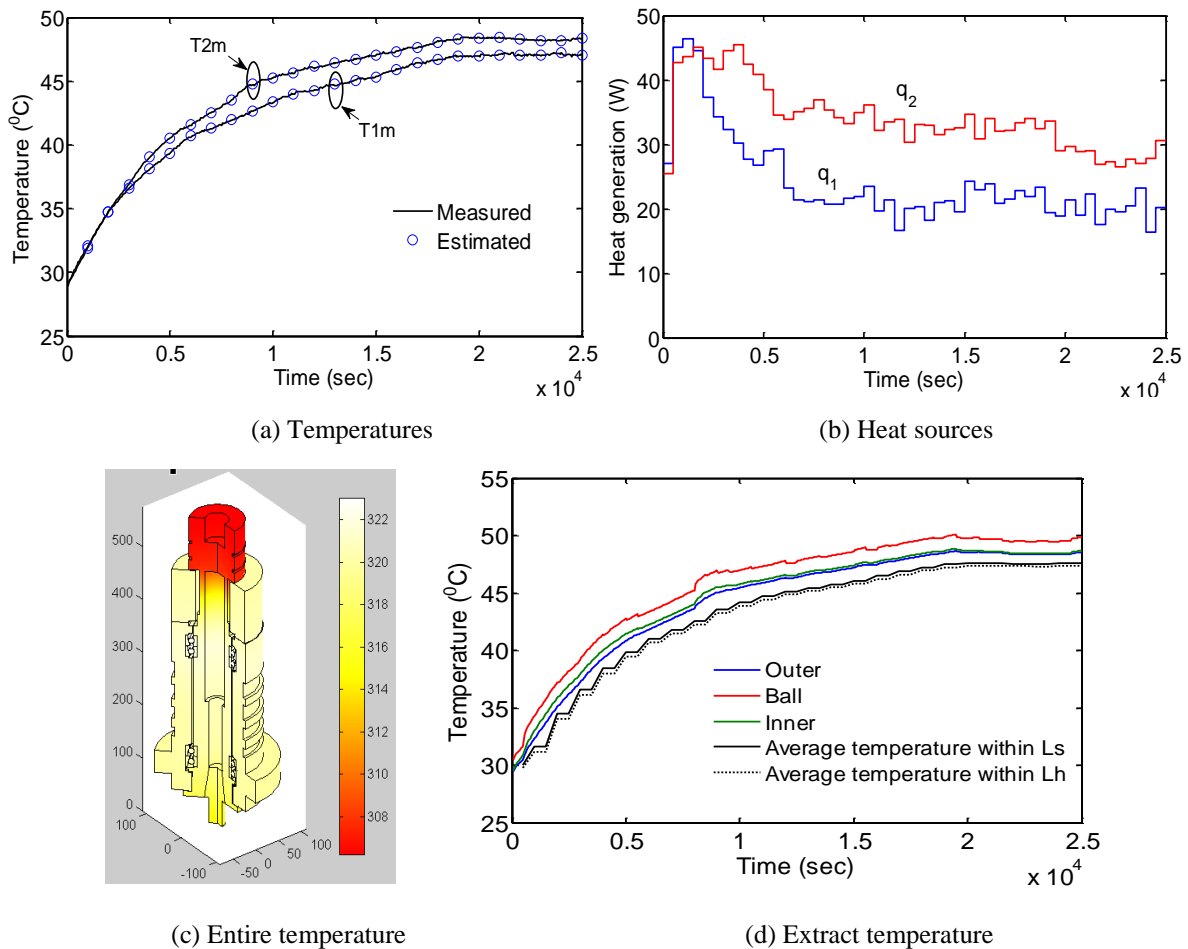 50
45
40
35
30
25
Temperature (⁰C)
T2m
T1m
Measured
Estimated
0 0.5 1 1.5 2 2.5
Time (sec)
x 10⁴
(a) Temperatures
50
40
30
20
10
0
Heat generation (W)
q₂
q₁
0 0.5 1 1.5 2 2.5
Time (sec)
x 10⁴
(b) Heat sources
500
400
300
200
100
0
100
0
-100
-50
0
50
100
322
320
318
316
314
312
310
308
(c) Entire temperature
55
50
45
40
35
30
25
Temperature (⁰C)
Outer
Ball
Inner
Average temperature within Ls
Average temperature within Lh
0 0.5 1 1.5 2 2.5
Time (sec)
x 10⁴
(d) Extract temperature